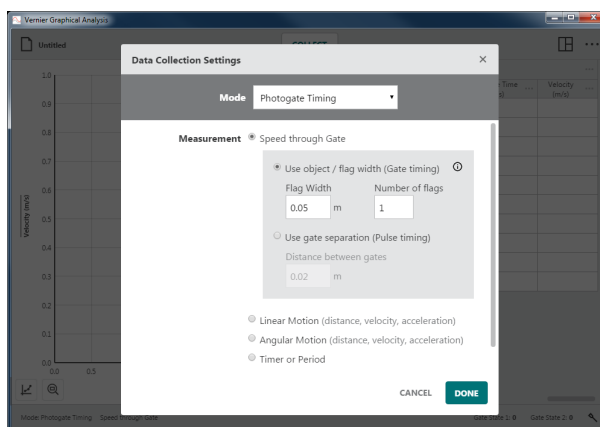 Vernier Graphical Analysis
Untitled
COLLECT
Data Collection Settings
Mode Photogate Timing
Measurement Speed through Gate
Use object / flag width (Gate timing)
Flag Width Number of flags
0.05 m 1
Use gate separation (Pulse timing)
Distance between gates
0.02 m
Linear Motion (distance, velocity, acceleration)
Angular Motion (distance, velocity, acceleration)
Timer or Period
CANCEL DONE
Time Velocity
(m/s)
1.0
0.9
0.8
0.7
0.6
0.5
0.4
0.3
0.2
0.1
0.0
Velocity (m/s)
0.0 0.5
Mode: Photogate Timing Speed through Gate Gate State 1: 0 Gate State 2: 0